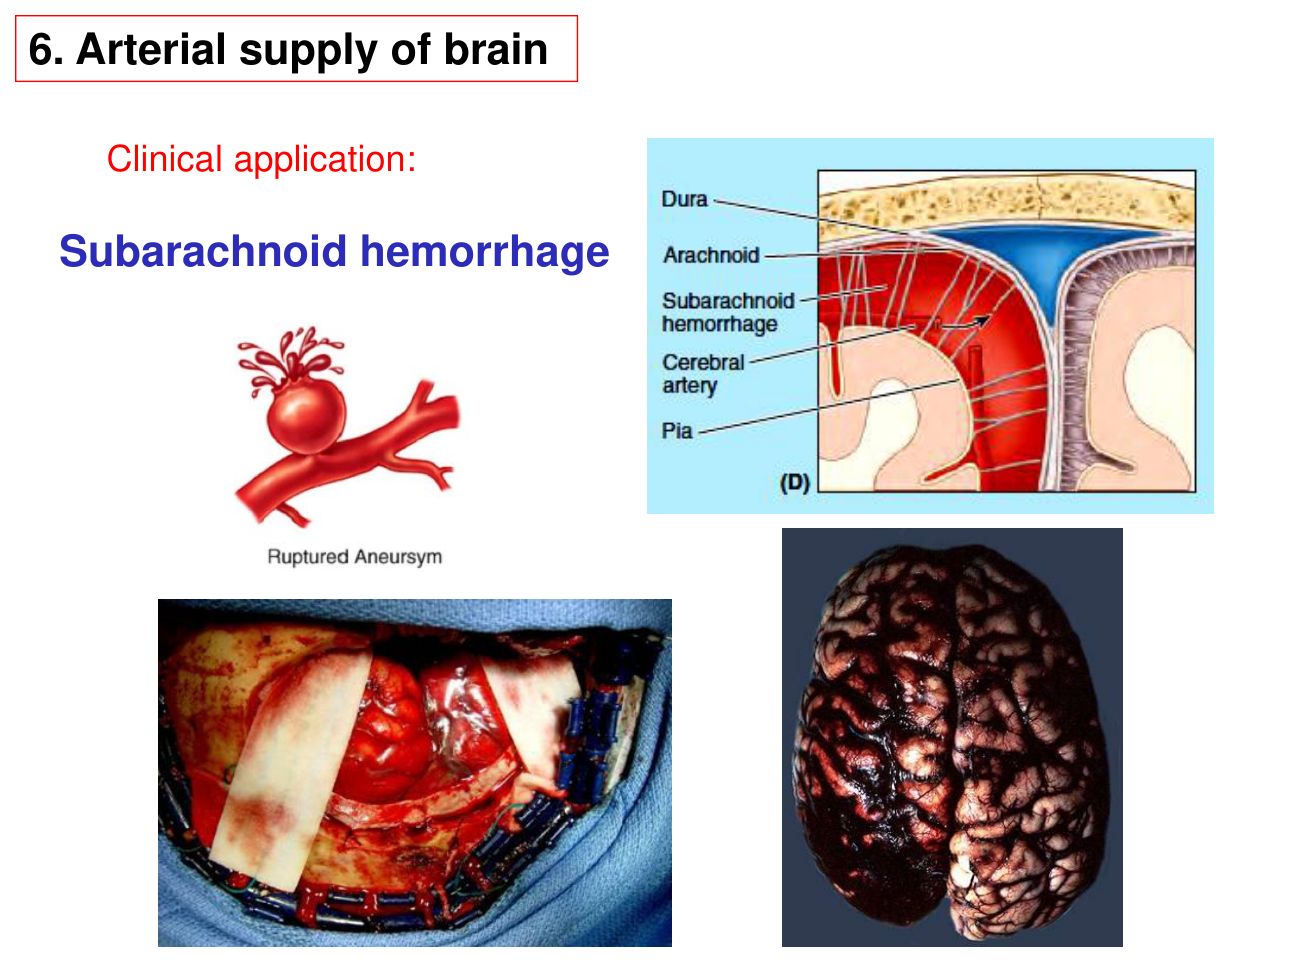 6. Arterial supply of brain
Clinical application:
Subarachnoid hemorrhage
Ruptured Aneursym
Dura
Arachnoid
Subarachnoid
hemorrhage
Cerebral
artery
Pia
(D)